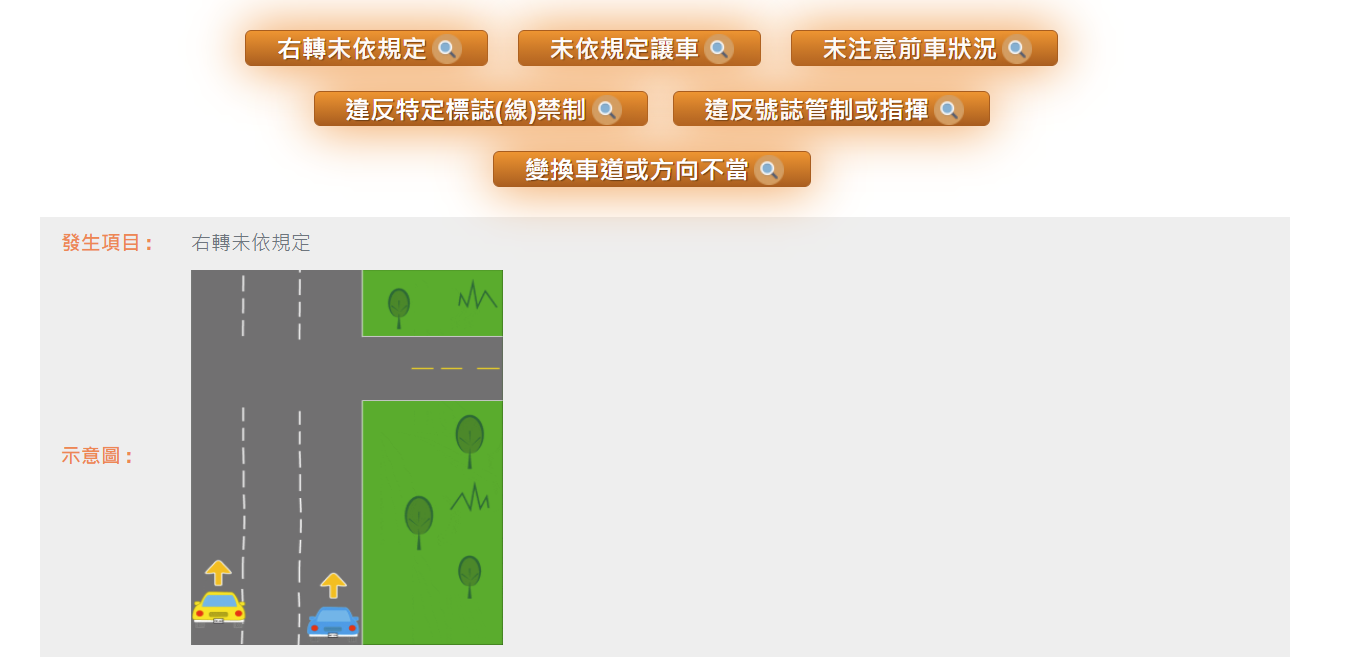 右轉未依規定 未依規定讓車 未注意前車狀況
違反特定標誌(線)禁制 違反號誌管制或指揮
變換車道或方向不當
發生項目: 右轉未依規定
示意圖: